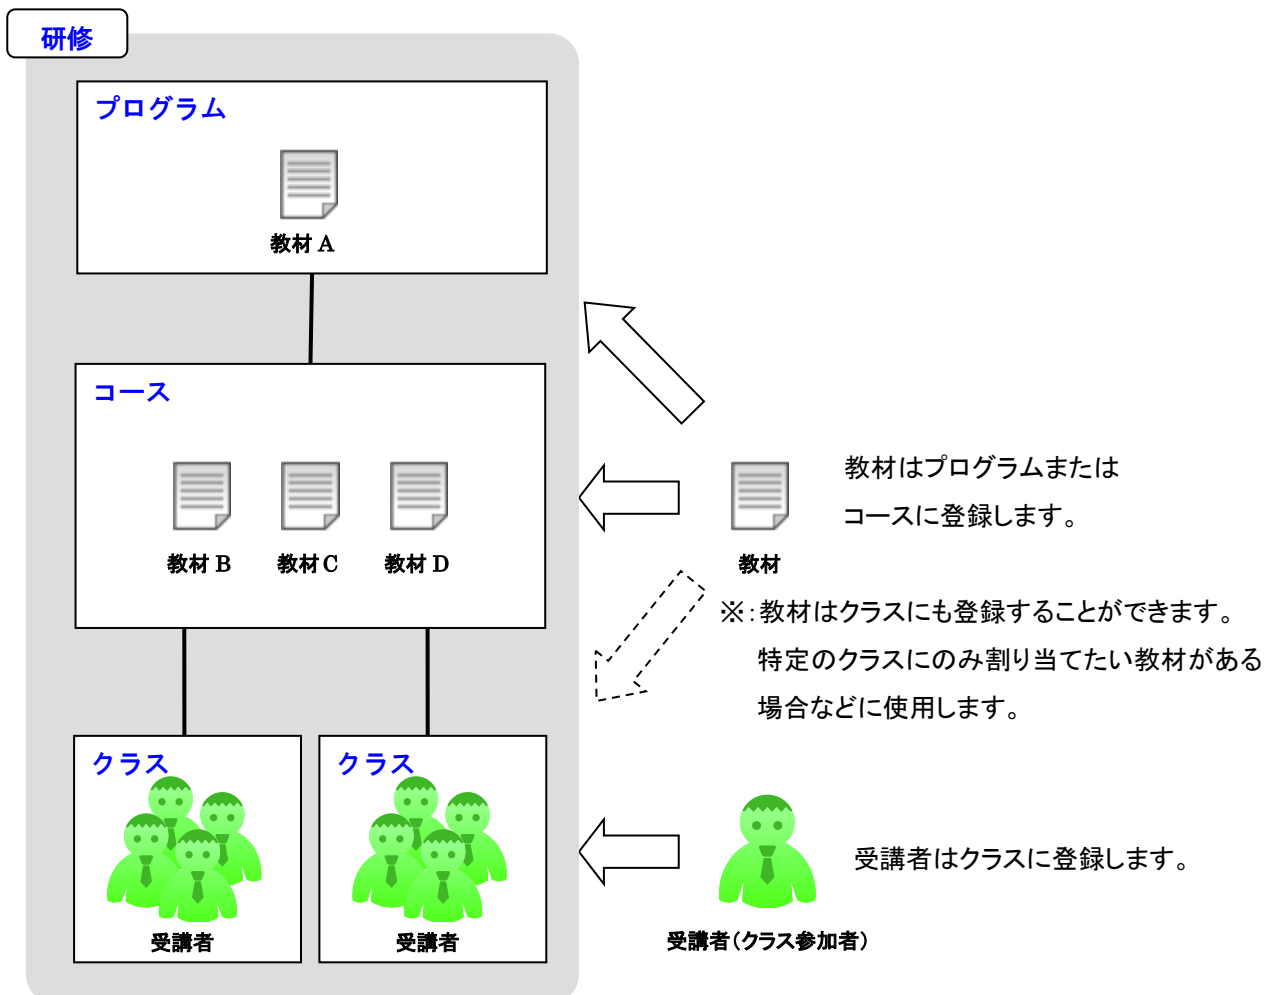 研修
プログラム
教材 A
コース
教材 B
教材 C
教材 D
教材
教材はプログラムまたは
コースに登録します。
※：教材はクラスにも登録することができます。
特定のクラスにのみ割り当てたい教材がある
場合などに使用します。
クラス
受講者
クラス
受講者
受講者（クラス参加者）
受講者はクラスに登録します。